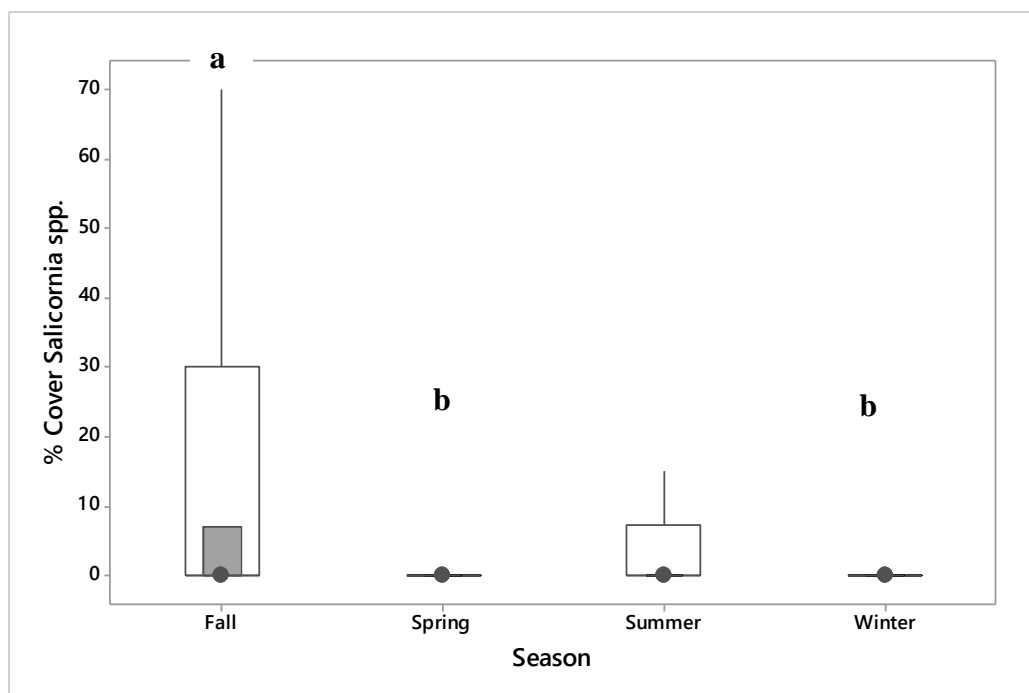 a
70
60
50
40
30
20
10
0
% Cover Salicornia spp.
b
b
Fall Spring Summer Winter
Season